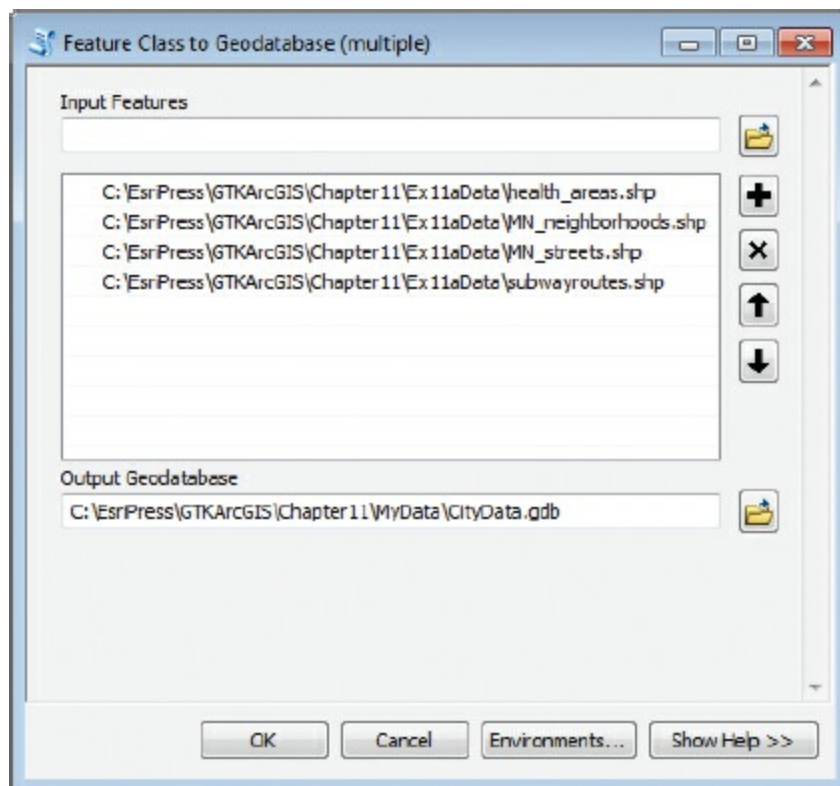 Feature Class to Geodatabase (multiple)
Input Features
C:\EsriPress\GTKArcGIS\Chapter11\Ex11aData\health_areas.shp
C:\EsriPress\GTKArcGIS\Chapter11\Ex11aData\MN_neighborhoods.shp
C:\EsriPress\GTKArcGIS\Chapter11\Ex11aData\MN_streets.shp
C:\EsriPress\GTKArcGIS\Chapter11\Ex11aData\subwayroutes.shp
Output Geodatabase
C:\EsriPress\GTKArcGIS\Chapter11\MyData\CityData.gdb
OK Cancel Environments... Show Help >>